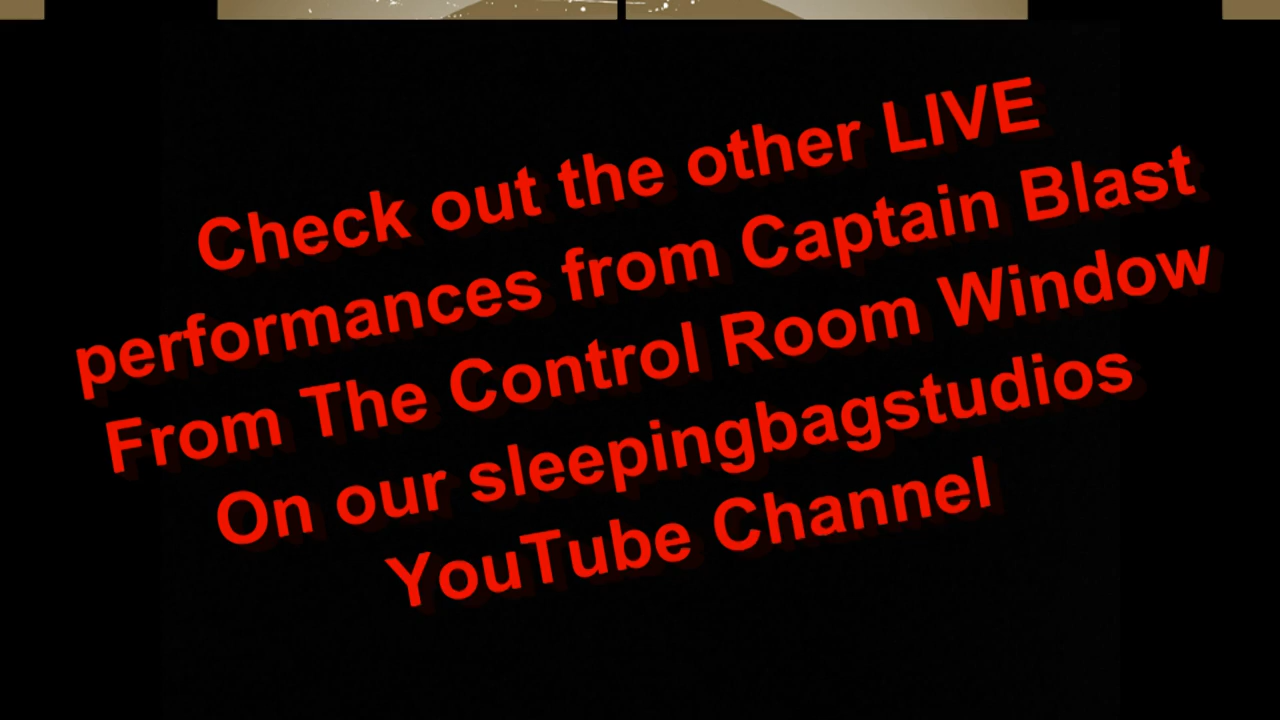 Check out the other LIVE
performances from Captain Blast
From The Control Room Window
On our sleepingbagstudios
YouTube Channel